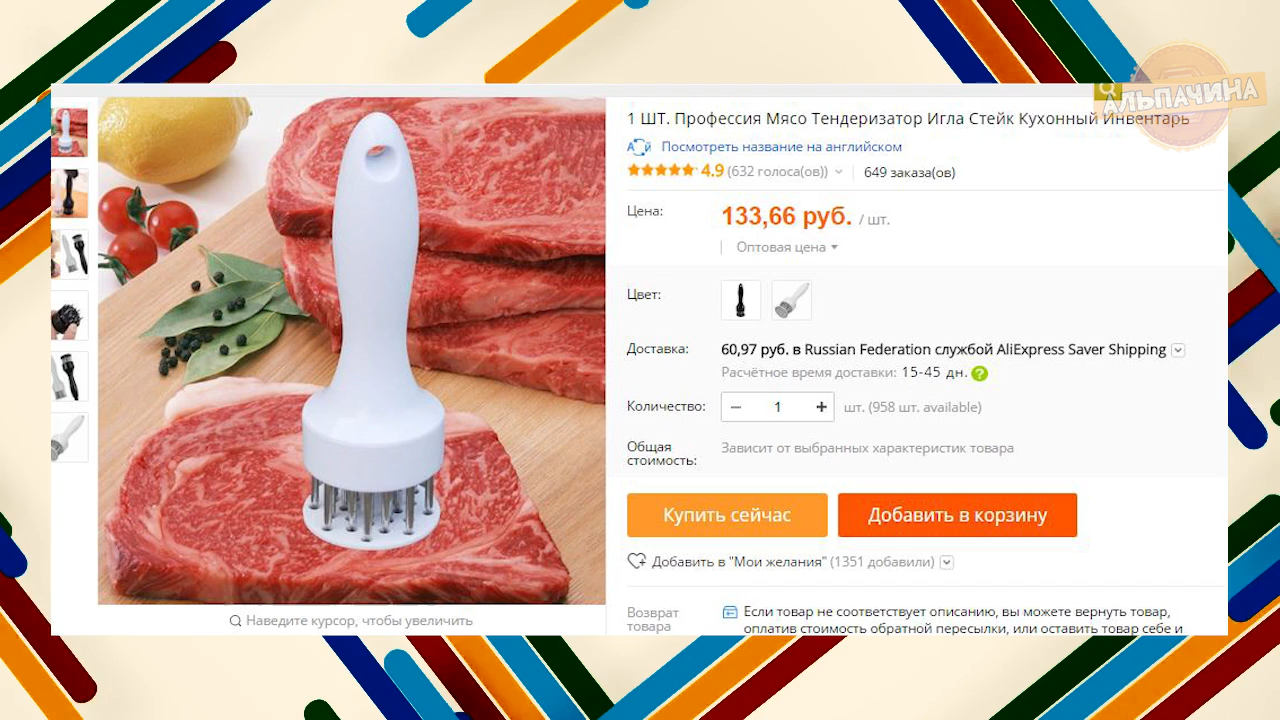 АЛЬПАЧИНА
1 ШТ. Профессия Мясо Тендеризатор Игла Стейк Кухонный Инвентарь
Посмотреть название на английском
4.9 (632 голоса(ов)) 649 заказа(ов)
Цена: 133,66 руб. / шт.
Оптовая цена
Цвет:
Доставка: 60,97 руб. в Russian Federation службой AliExpress Saver Shipping
Расчётное время доставки: 15-45 дн. ?
Количество: − 1 + шт. (958 шт. available)
Общая
стоимость: Зависит от выбранных характеристик товара
Купить сейчас Добавить в корзину
Добавить в "Мои желания" (1351 добавили)
Возврат
товара
Если товар не соответствует описанию, вы можете вернуть товар,
оплатив стоимость обратной пересылки, или оставить товар себе и
Наведите курсор, чтобы увеличить